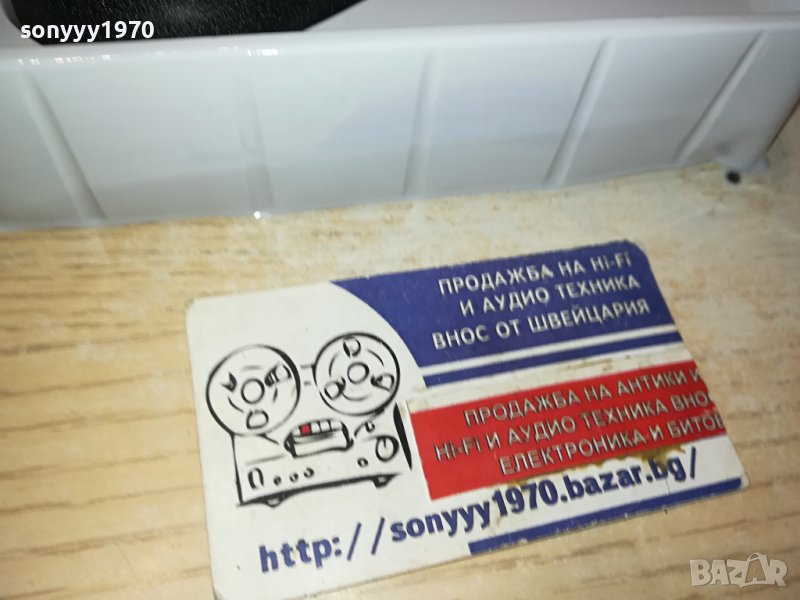 sonyyy1970
ПРОДАЖБА НА HI-FI
И АУДИО ТЕХНИКА
ВНОС ОТ ШВЕЙЦАРИЯ
ПРОДАЖБА НА АНТИКИ И
HI-FI И АУДИО ТЕХНИКА ВНО
ЕЛЕКТРОНИКА И БИТОВ
http://sonyyy1970.bazar.bg/
BAZAR